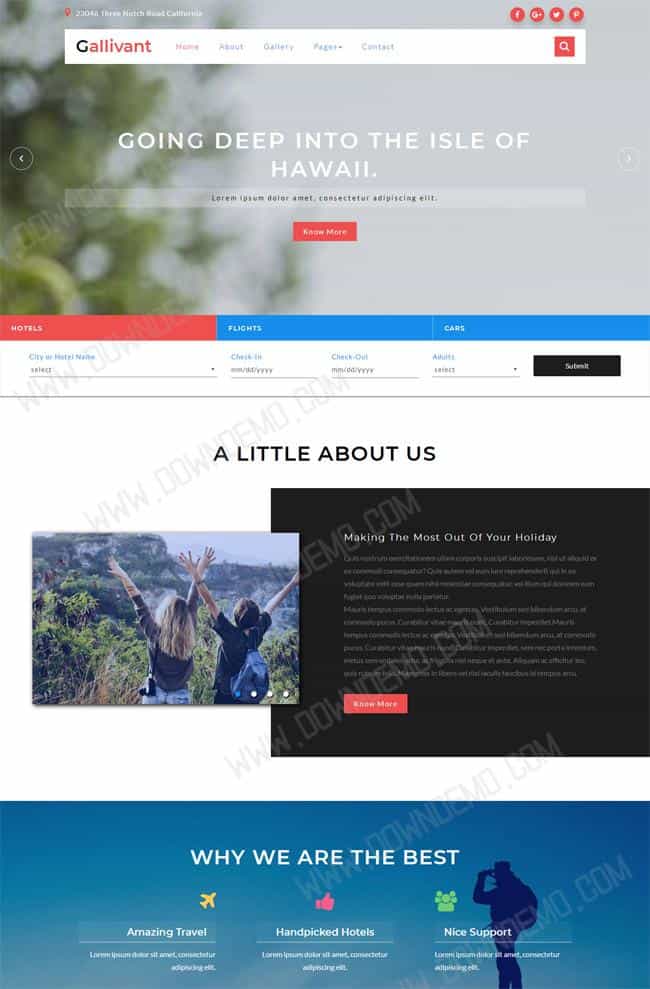 23046 Three Notch Road,California
Gallivant
Home About Gallery Pages Contact
GOING DEEP INTO THE ISLE OF
HAWAII.
Lorem ipsum dolor amet, consectetur adipiscing elit.
Know More
HOTELS FLIGHTS CARS
City or Hotel Name Check-In Check-Out Adults
select mm/dd/yyyy mm/dd/yyyy select Submit
A LITTLE ABOUT US
Making The Most Out Of Your Holiday
Quis nostrum exercitationem ullam corporis suscipit laboriosam, nisi ut aliquid ex
ea commodi consequatur? Quis autem vel eum iure reprehenderit qui in ea
voluptate velit esse quam nihil molestiae consequatur, vel illum qui dolorem eum
fugiat quo voluptas nulla pariatur.
Mauris tempus commodo lectus ac egestas. Vestibulum sed bibendum arcu, at
commodo purus. Curabitur vitae mauris nunc. Curabitur imperdiet Mauris
tempus commodo lectus ac egestas. Vestibulum sed bibendum arcu, at commodo
purus. Curabitur vitae mauris nunc. Curabitur imperdiet, sem nec porta interdum,
metus sem sodales ante, ac fringilla nisl neque et ante. Aliquam ac efficitur leo,
quis rutrum felis. Maecenas in libero vel nisi iaculis faucibus id tempus arcu.
Know More
WHY WE ARE THE BEST
Amazing Travel Handpicked Hotels Nice Support
Lorem ipsum dolor sit amet, consectetur Lorem ipsum dolor sit amet, consectetur Lorem ipsum dolor sit amet, consectetur
adipiscing elit. adipiscing elit. adipiscing elit.
WWW.DOWNDEMO.COM